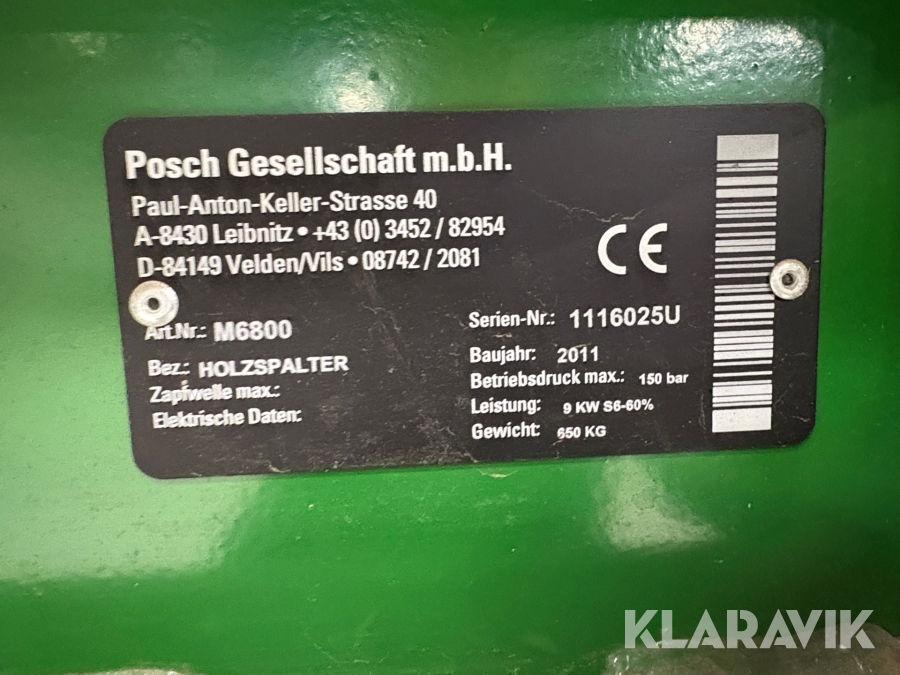 Posch Gesellschaft m.b.H.
Paul-Anton-Keller-Strasse 40
A-8430 Leibnitz • +43 (0) 3452 / 82954
D-84149 Velden/Vils • 08742 / 2081
CE
Art.Nr.: M6800
Bez.: HOLZSPALTER
Zapfwelle max.:
Elektrische Daten:
Serien-Nr.: 1116025U
Baujahr: 2011
Betriebsdruck max.: 150 bar
Leistung: 9 KW S6-60%
Gewicht: 650 KG
KLARAVIK